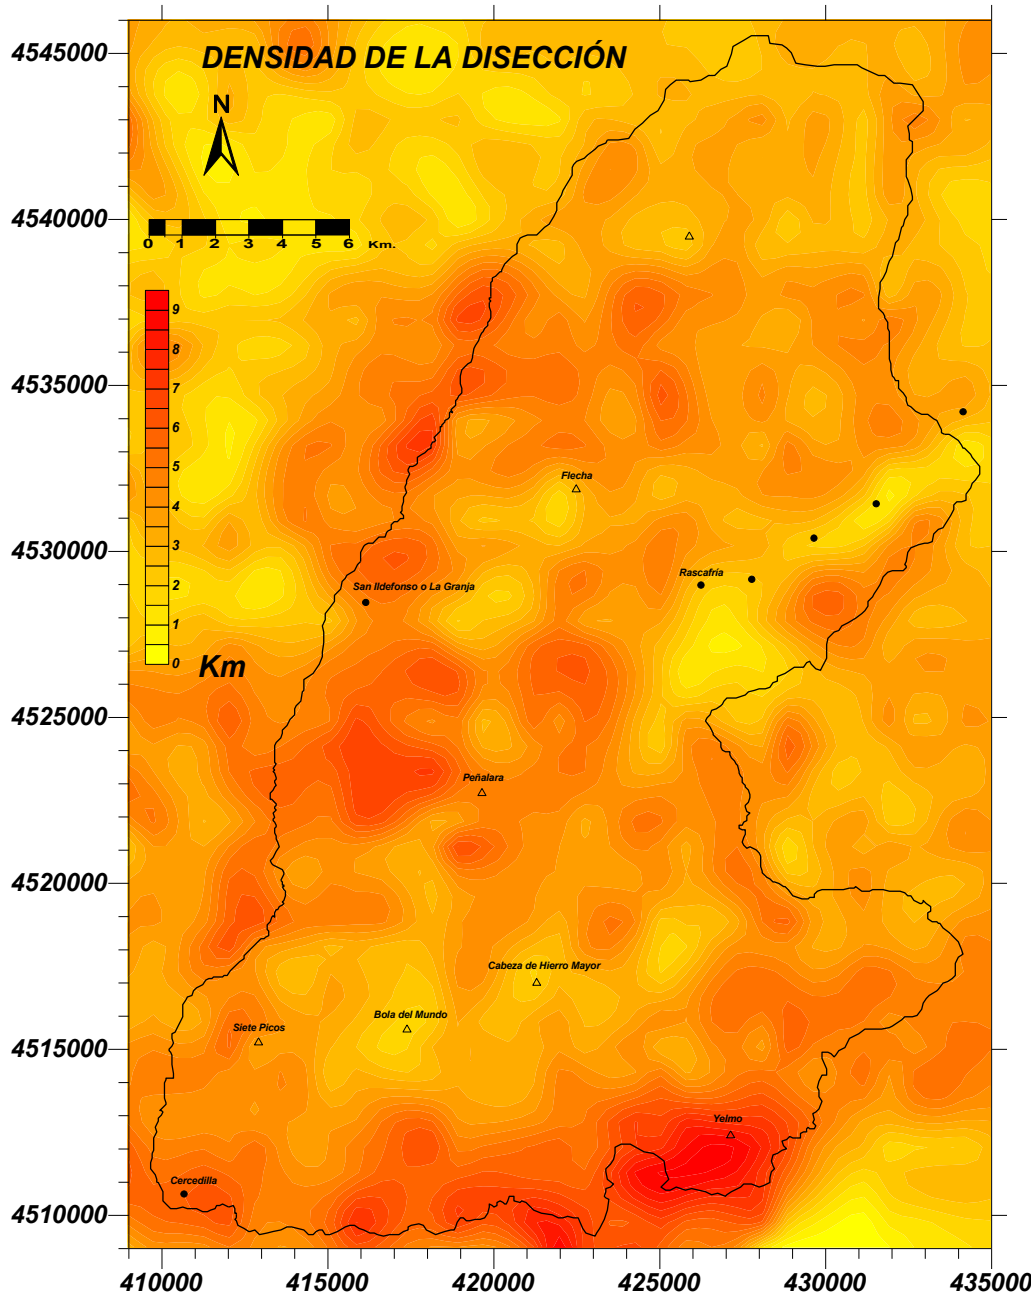 DENSIDAD DE LA DISECCIÓN
N
0 1 2 3 4 5 6 Km.
9
8
7
6
5
4
3
2
1
0
Km
4545000
4540000
4535000
4530000
4525000
4520000
4515000
4510000
Flecha
Rascafría
San Ildefonso o La Granja
Peñalara
Cabeza de Hierro Mayor
Bola del Mundo
Siete Picos
Yelmo
Cercedilla
410000 415000 420000 425000 430000 435000